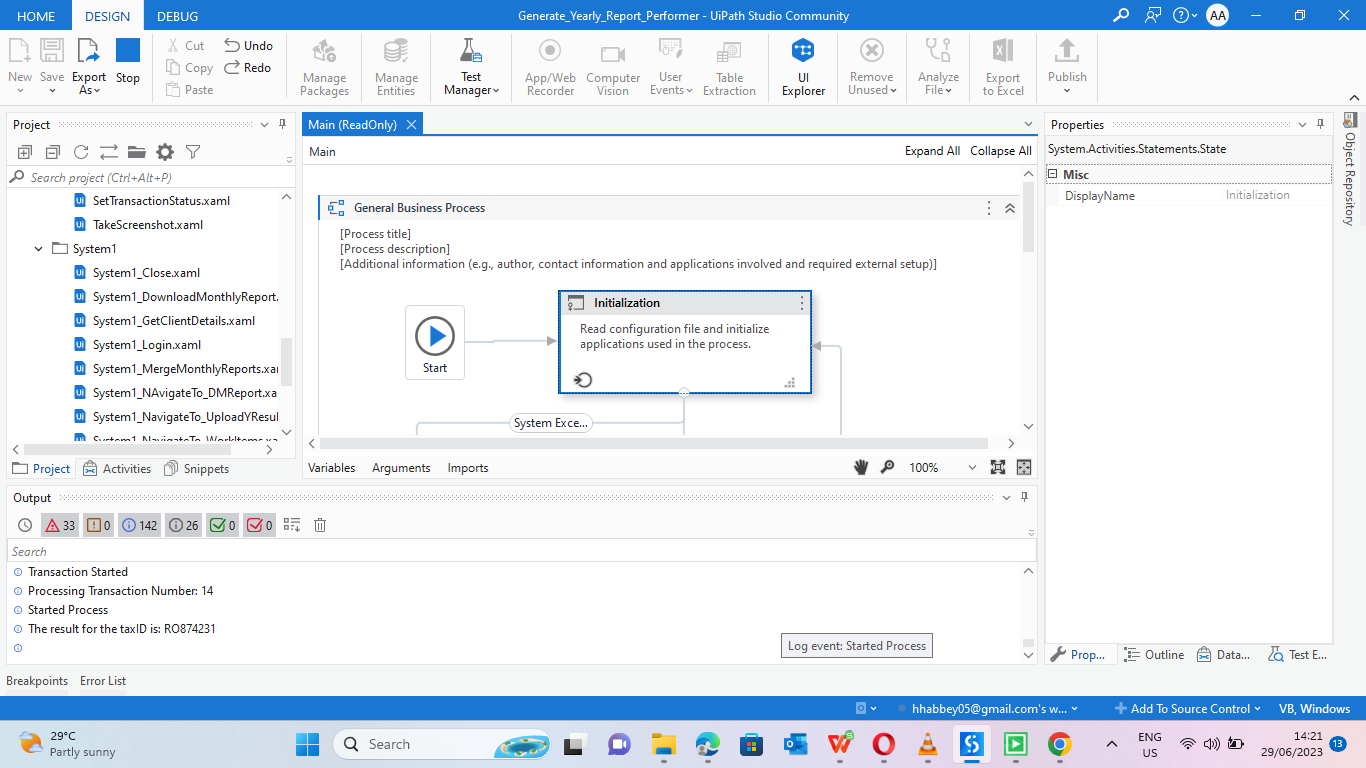 HOME
DESIGN
DEBUG
Generate_Yearly_Report_Performer - UiPath Studio Community
AA
New
Save
Export As
Stop
Cut
Copy
Paste
Undo
Redo
Manage Packages
Manage Entities
Test Manager
App/Web Recorder
Computer Vision
User Events
Table Extraction
UI Explorer
Remove Unused
Analyze File
Export to Excel
Publish
Project
Search project (Ctrl+Alt+P)
SetTransactionStatus.xaml
TakeScreenshot.xaml
System1
System1_Close.xaml
System1_DownloadMonthlyReport.
System1_GetClientDetails.xaml
System1_Login.xaml
System1_MergeMonthlyReports.xa
System1_NAvigateTo_DMReport.xa
System1_NavigateTo_UploadYResul
System1_NavigateTo_WorkItems.xa
Project
Activities
Snippets
Main (ReadOnly)
Main
Expand All
Collapse All
General Business Process
[Process title]
[Process description]
[Additional information (e.g., author, contact information and applications involved and required external setup)]
Start
Initialization
Read configuration file and initialize
applications used in the process.
System Exce...
Variables
Arguments
Imports
100%
Properties
System.Activities.Statements.State
Misc
DisplayName
Initialization
Object Repository
Prop...
Outline
Data...
Test E...
Output
33
0
142
26
0
0
Search
Transaction Started
Processing Transaction Number: 14
Started Process
The result for the taxID is: RO874231
Log event: Started Process
Breakpoints
Error List
hhabbey05@gmail.com's w...
Add To Source Control
VB, Windows
29°C
Partly sunny
Search
ENG
US
14:21
29/06/2023
13